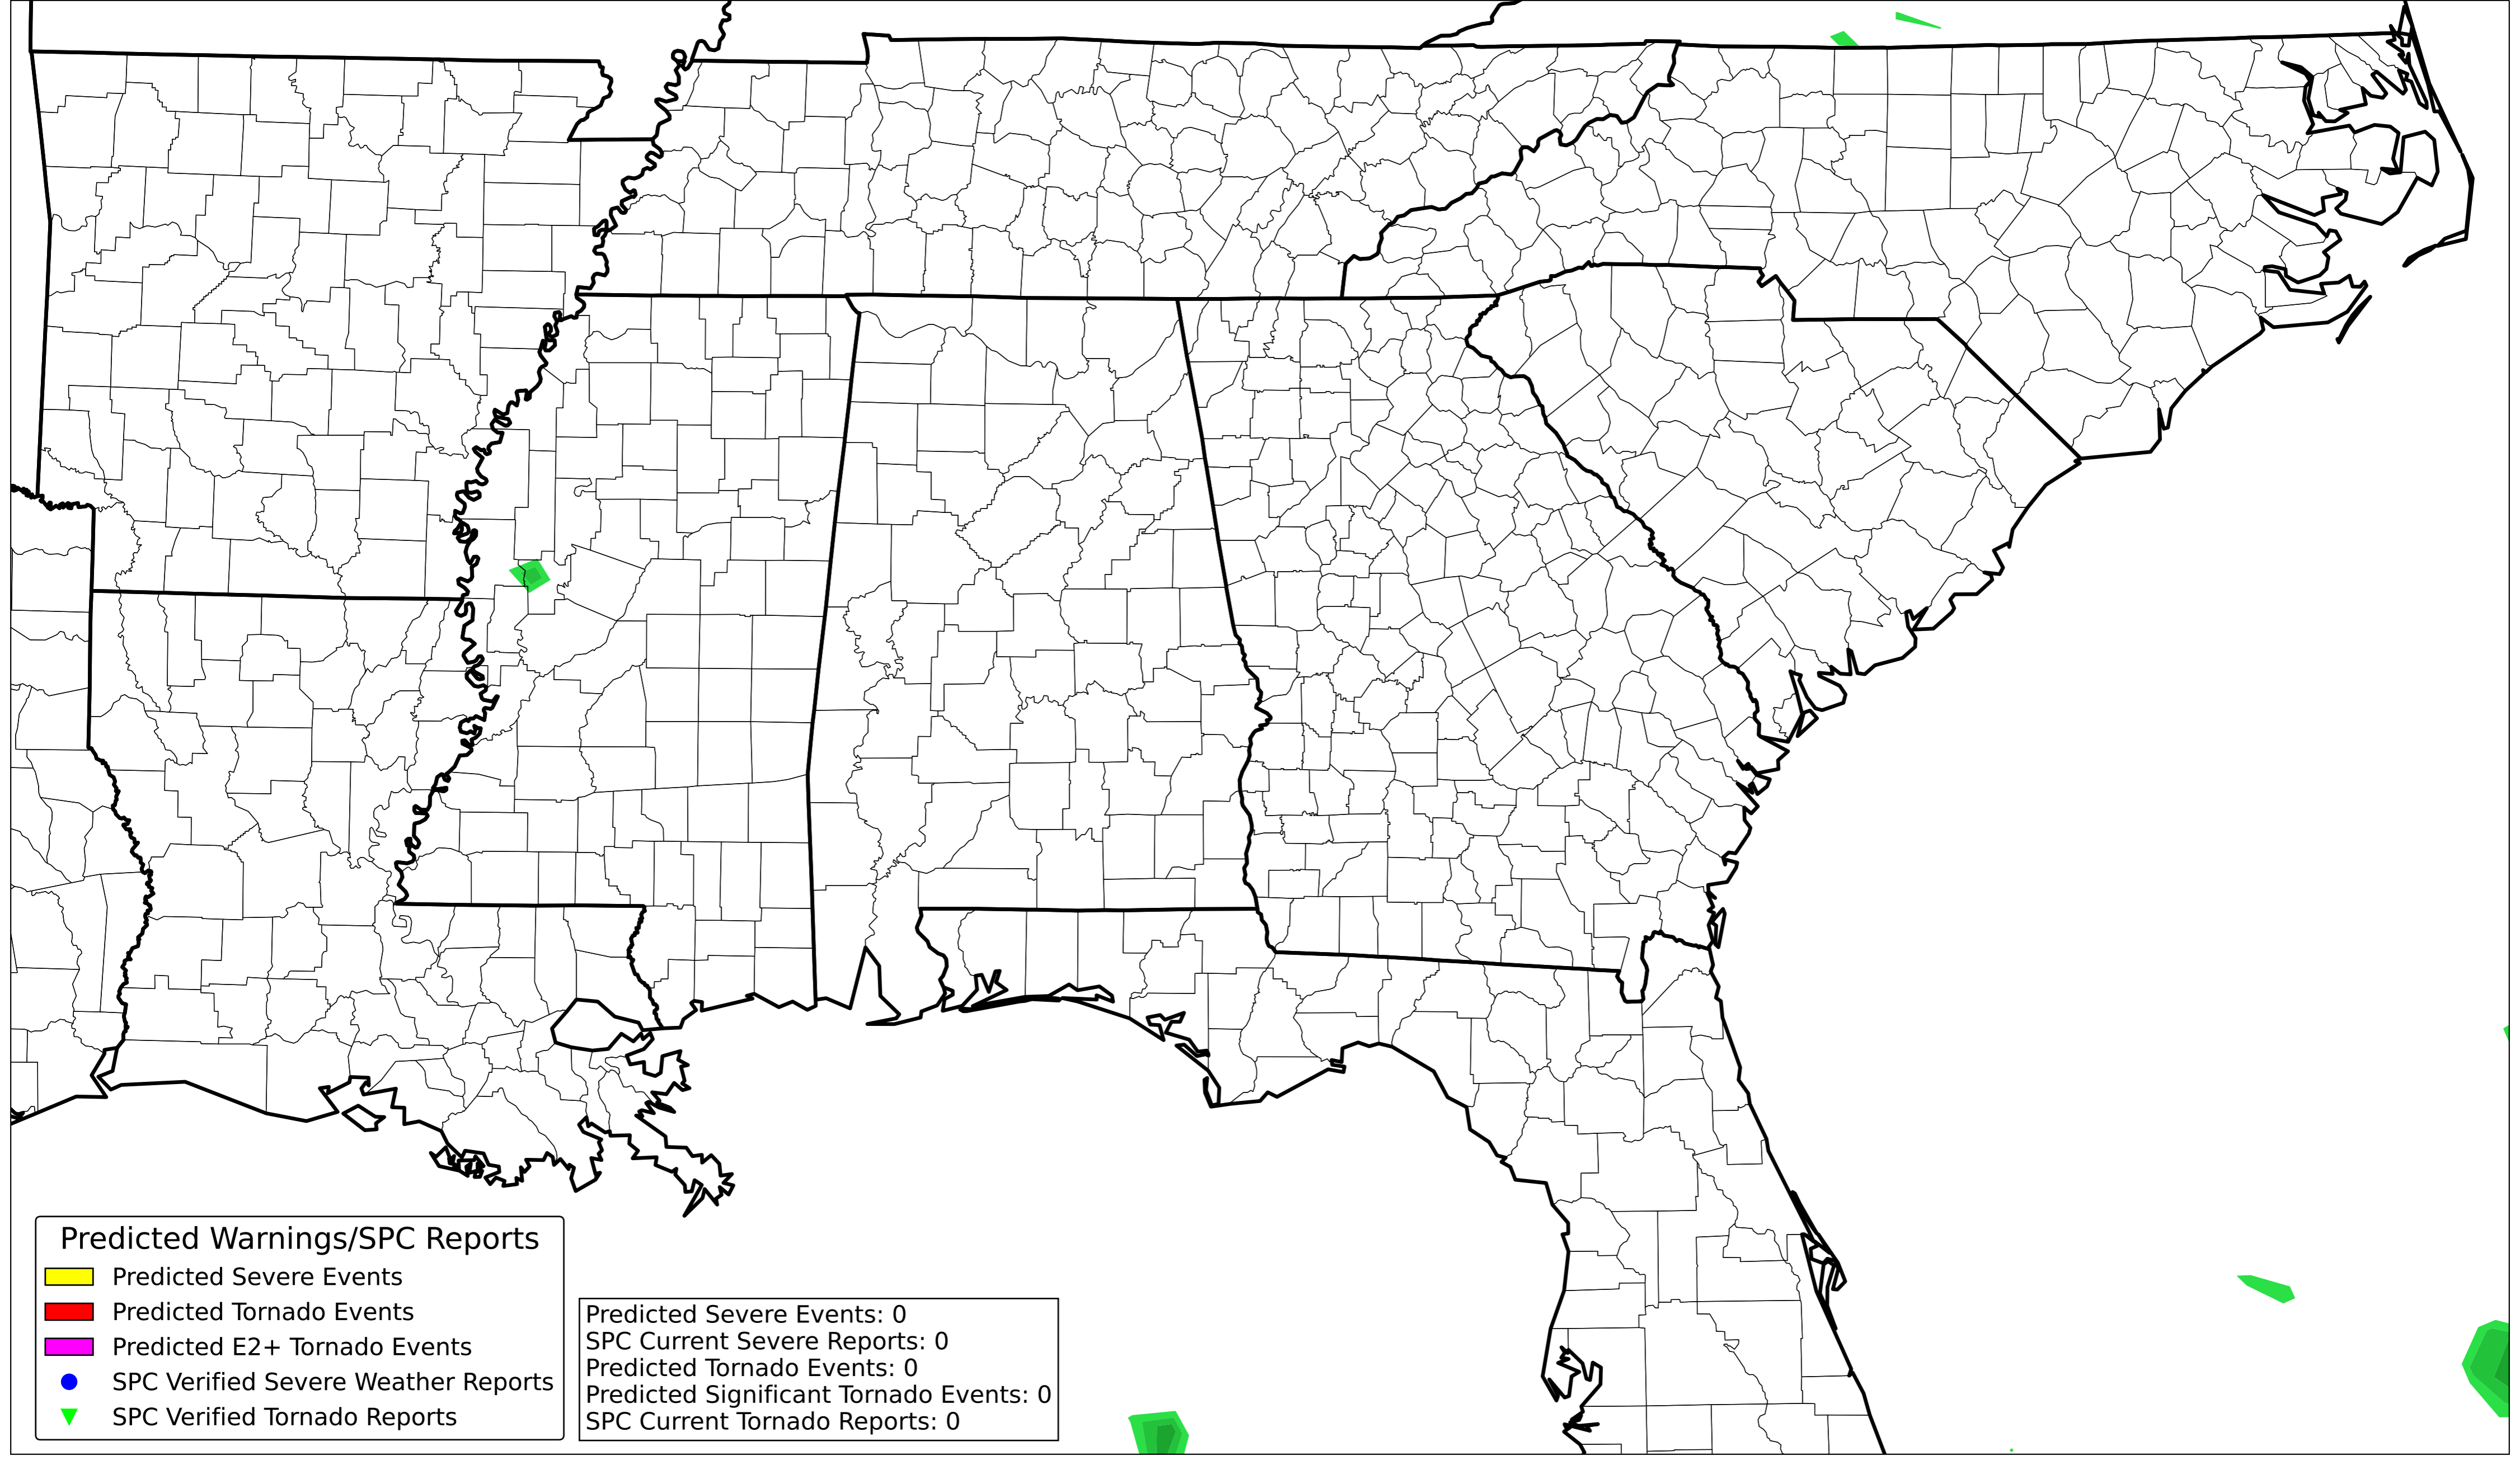 Predicted Warnings/SPC Reports
Predicted Severe Events
Predicted Tornado Events
Predicted E2+ Tornado Events
SPC Verified Severe Weather Reports
SPC Verified Tornado Reports
Predicted Severe Events: 0
SPC Current Severe Reports: 0
Predicted Tornado Events: 0
Predicted Significant Tornado Events: 0
SPC Current Tornado Reports: 0